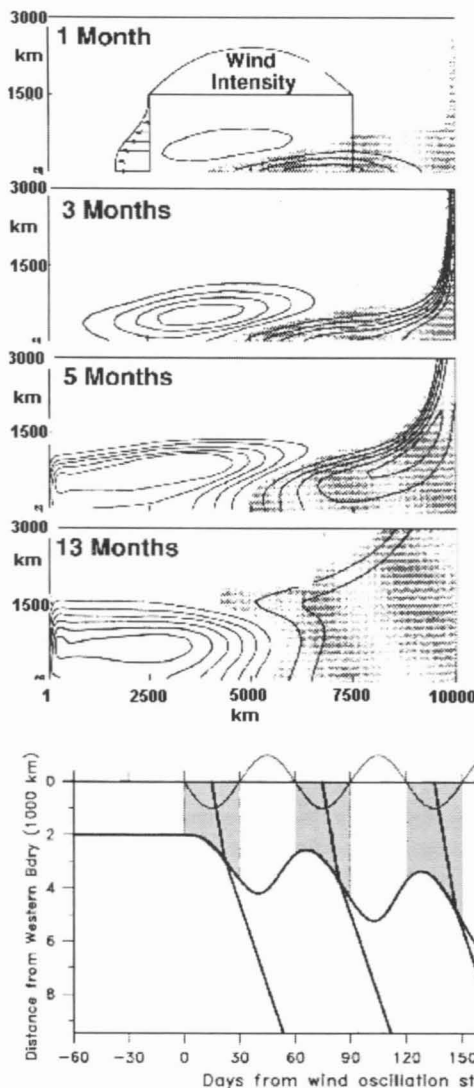 3000
1 Month
km
Wind
Intensity
1500
3000
3 Months
km
1500
3000
5 Months
km
1500
3000
13 Months
km
1500
1
2500
5000
7500
10000
km
Distance from Western Bdry (1000 km)
0
2
4
6
8
-60
-30
0
30
60
90
120
150
Days from wind oscillation st